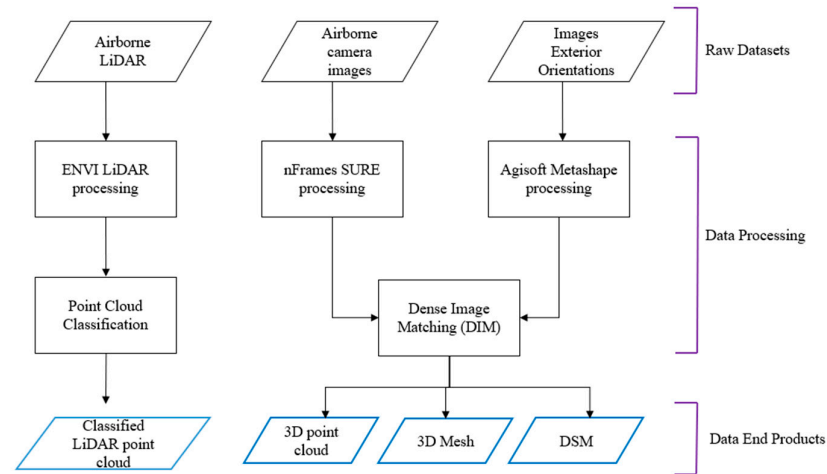 Airborne
LiDAR
Airborne
camera
images
Images
Exterior
Orientations
Raw Datasets
ENVI LiDAR
processing
nFrames SURE
processing
Agisoft Metashape
processing
Data Processing
Point Cloud
Classification
Dense Image
Matching (DIM)
Classified
LiDAR point
cloud
3D point
cloud
3D Mesh
DSM
Data End Products